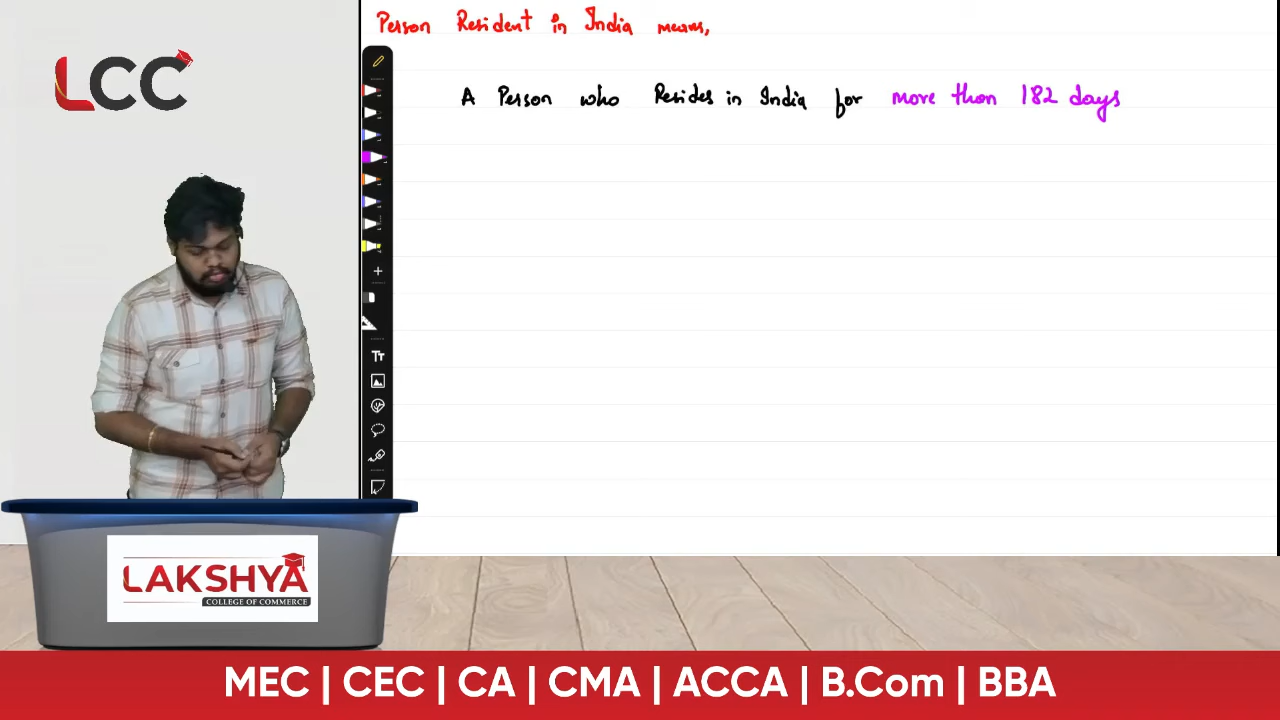 Person Resident in India means,
LCC
A Person who Resides in India for more than 182 days
TT
LAKSHYA
COLLEGE OF COMMERCE
MEC | CEC | CA | CMA | ACCA | B.Com | BBA